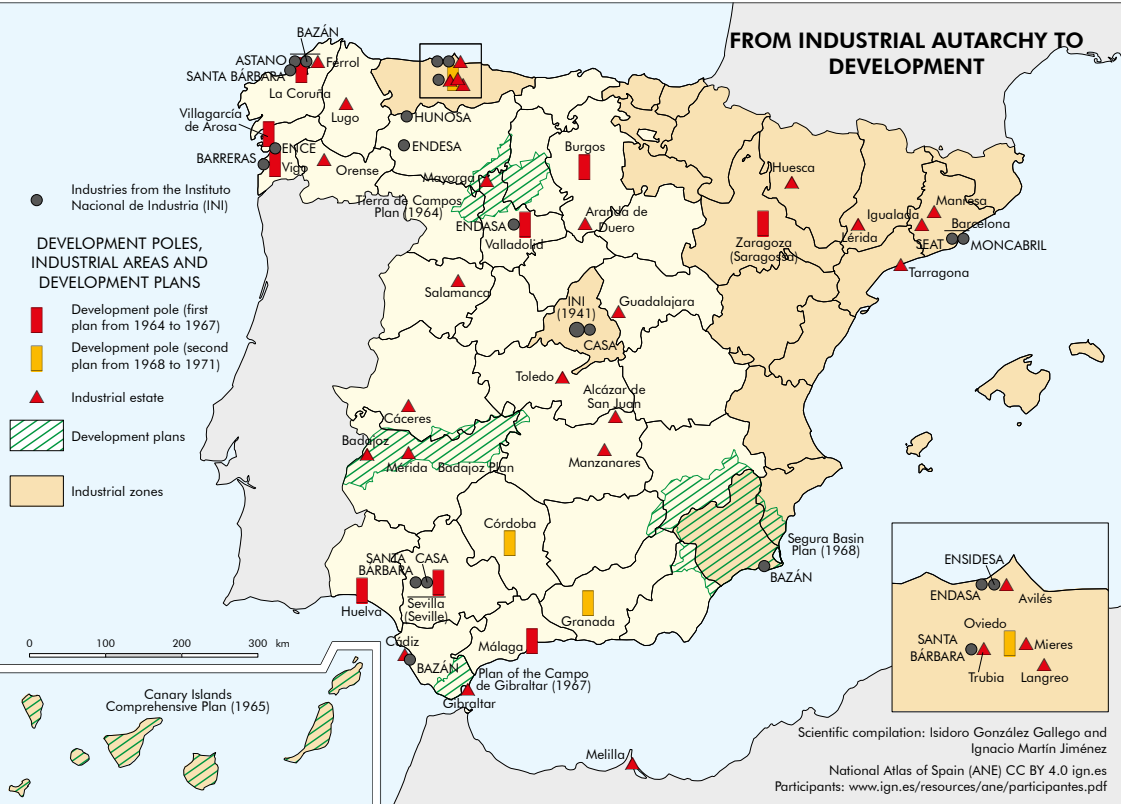 FROM INDUSTRIAL AUTARCHY TO
DEVELOPMENT
BAZÁN
ASTANO
Ferrol
SANTA BÁRBARA
La Coruña
Lugo
Villagarcía
de Arosa
ENCE
BARRERAS
Vigo
Orense
HUNOSA
ENDESA
Mayorga
Tierra de Campos
Plan (1964)
Burgos
ENDASA
Valladolid
Aranda de
Duero
Huesca
Zaragoza
(Saragossa)
Lérida
Igualada
Manresa
Barcelona
SEAT
MONCABRIL
Tarragona
Salamanca
INI
(1941)
CASA
Guadalajara
Toledo
Alcázar de
San Juan
Cáceres
Badajoz
Mérida
Badajoz Plan
Manzanares
Córdoba
Segura Basin
Plan (1968)
BAZÁN
SANTA
BÁRBARA
CASA
Sevilla
(Seville)
Huelva
Granada
Málaga
Cádiz
BAZÁN
Plan of the Campo
de Gibraltar (1967)
Gibraltar
Melilla
Industries from the Instituto
Nacional de Industria (INI)
DEVELOPMENT POLES,
INDUSTRIAL AREAS AND
DEVELOPMENT PLANS
Development pole (first
plan from 1964 to 1967)
Development pole (second
plan from 1968 to 1971)
Industrial estate
Development plans
Industrial zones
0 100 200 300 km
Canary Islands
Comprehensive Plan (1965)
ENSIDESA
ENDASA
Avilés
Oviedo
SANTA
BÁRBARA
Mieres
Trubia
Langreo
Scientific compilation: Isidoro González Gallego and
Ignacio Martín Jiménez
National Atlas of Spain (ANE) CC BY 4.0 ign.es
Participants: www.ign.es/resources/ane/participantes.pdf